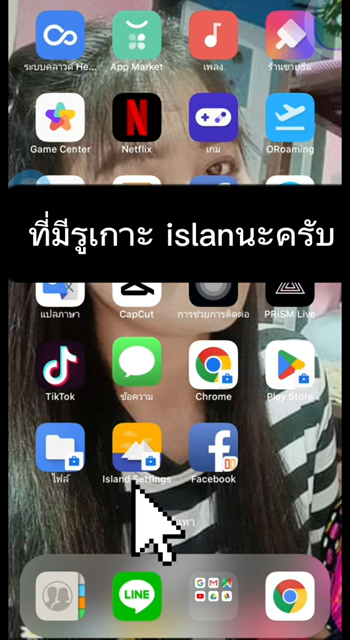 ระบบคลาวด์ He...
App Market
เพลง
ร้านขายธีม
Game Center
Netflix
เกม
ORoaming
ที่มีรูเกาะ islanนะครับ
แปลภาษา
CapCut
การช่วยการติดต่อ
PRISM Live
TikTok
ข้อความ
Chrome
Play Store
ไฟล์
Island Settings
Facebook
LINE